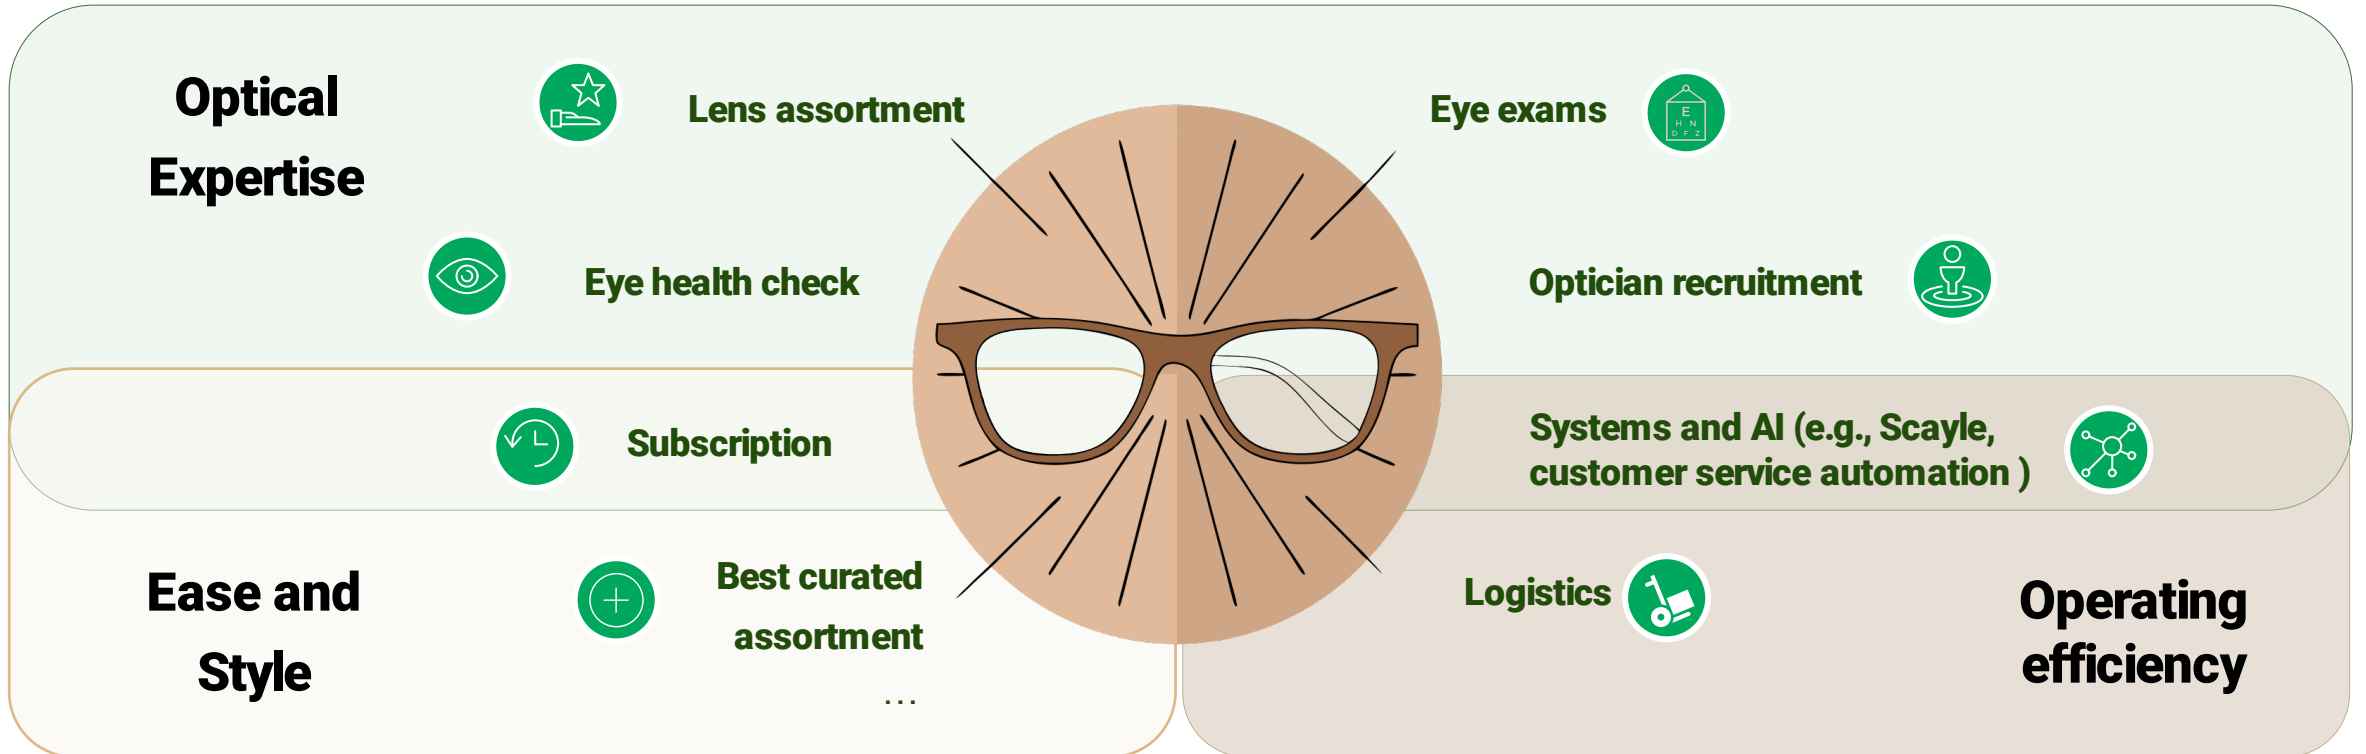 Optical
Expertise
Lens assortment
Eye exams
E
H N
D F Z
Eye health check
Optician recruitment
Subscription
Systems and AI (e.g., Scayle,
customer service automation )
Ease and
Style
Best curated
assortment
...
Logistics
Operating
efficiency